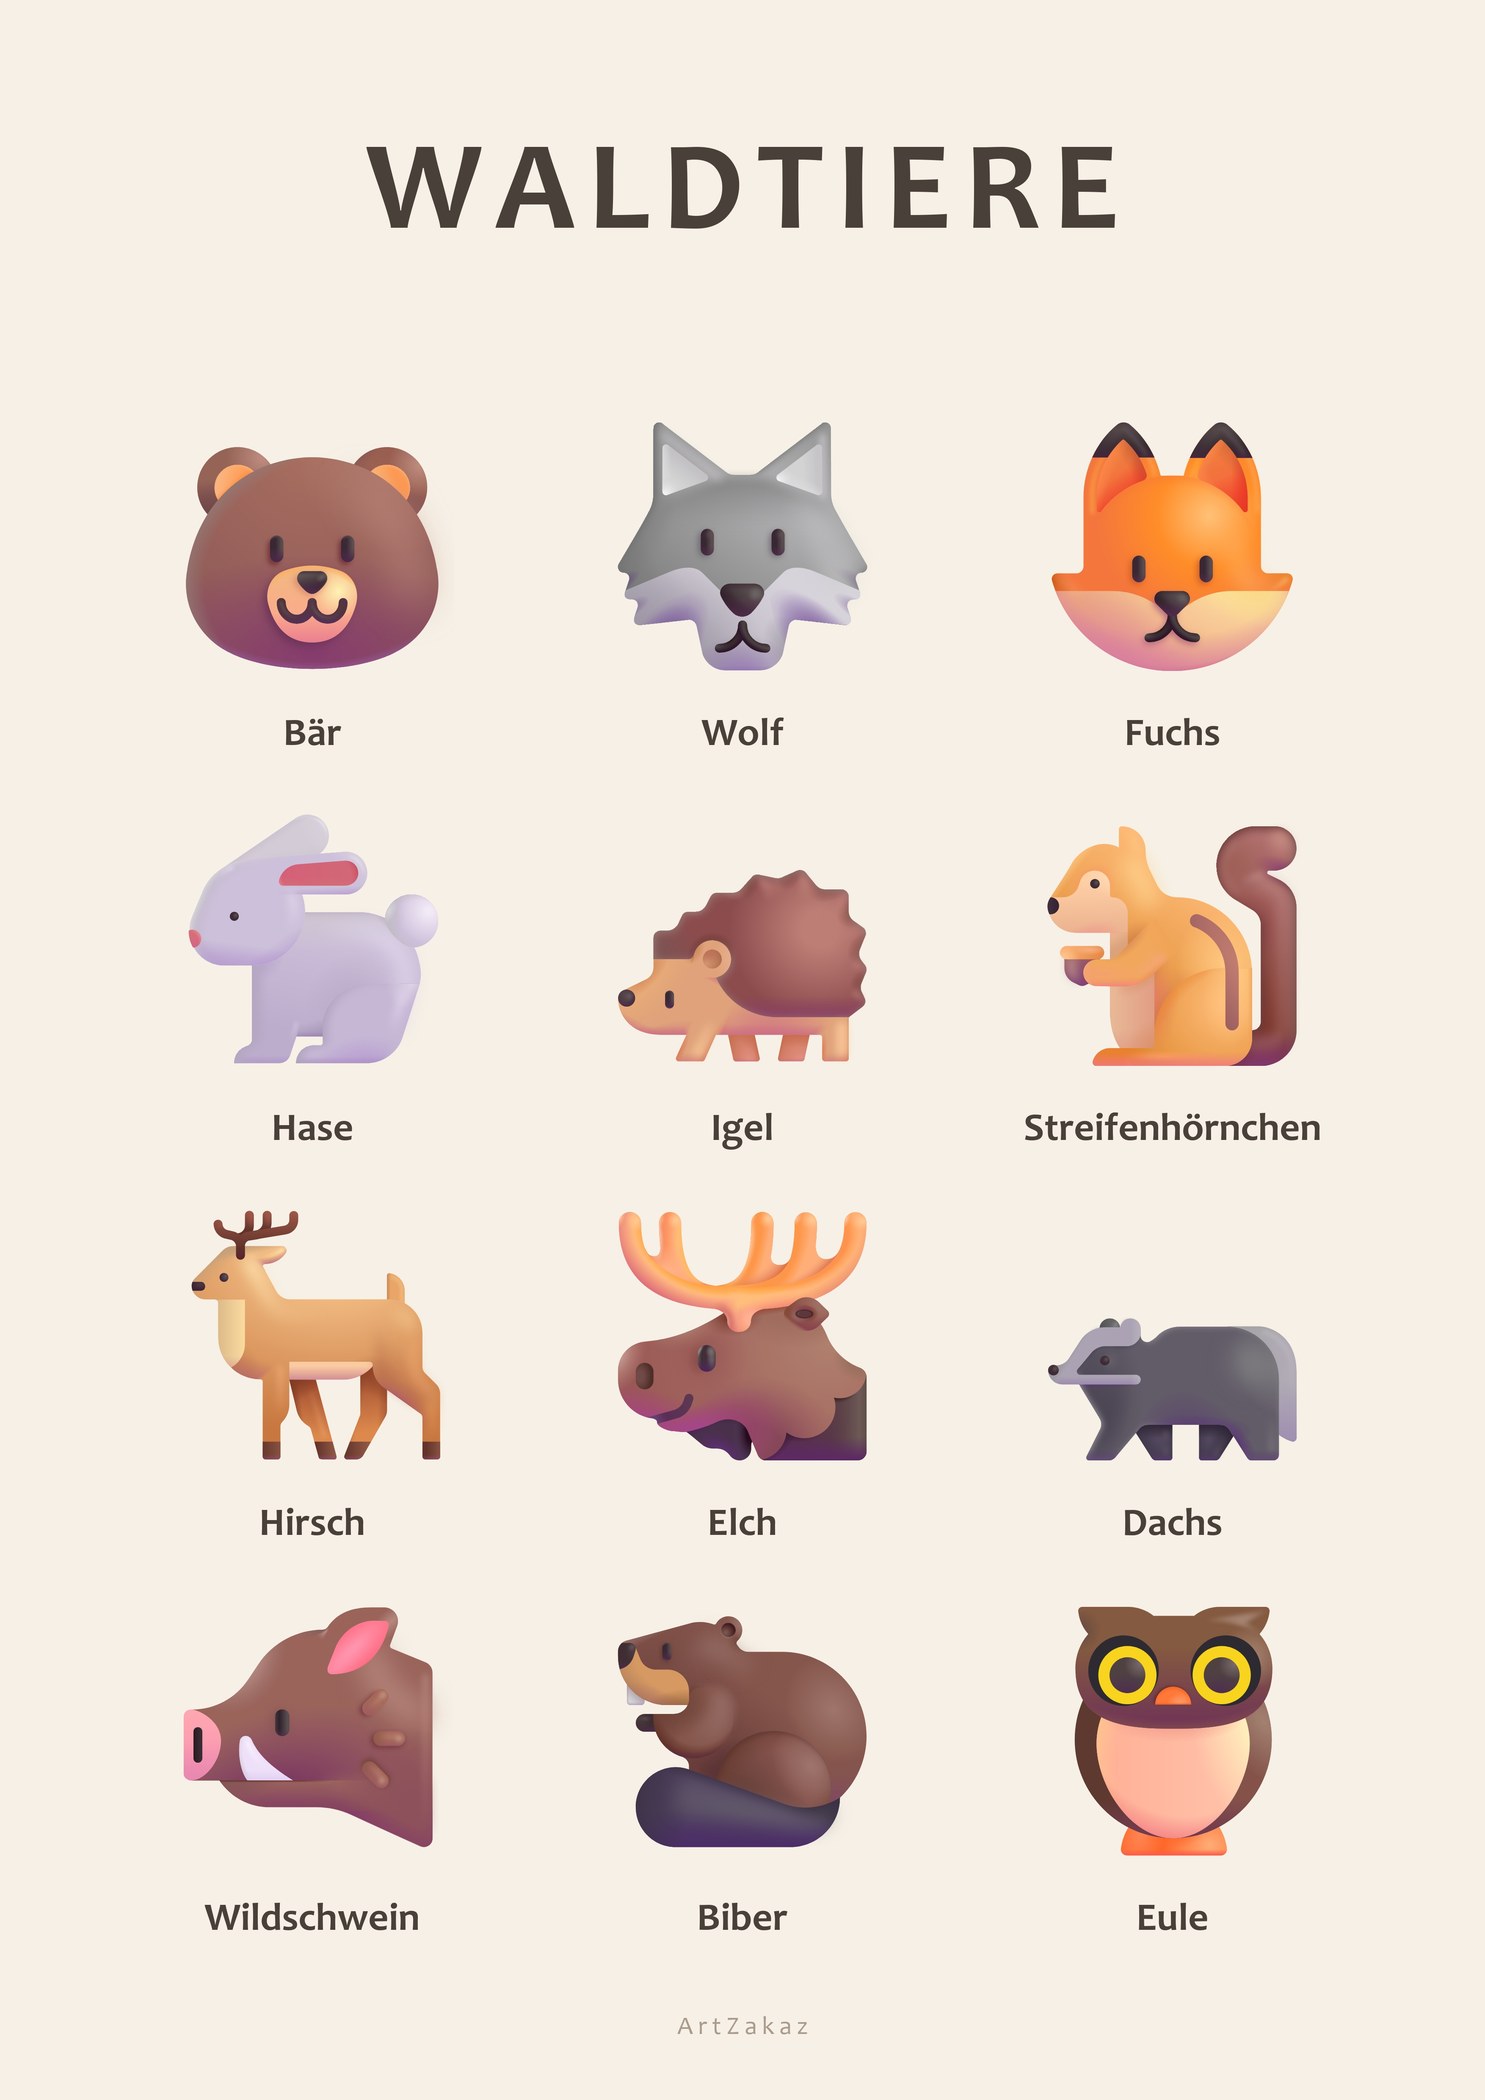 WALDTIERE
Bär
Wolf
Fuchs
Hase
Igel
Streifenhörnchen
Hirsch
Elch
Dachs
Wildschwein
Biber
Eule
ArtZakaz